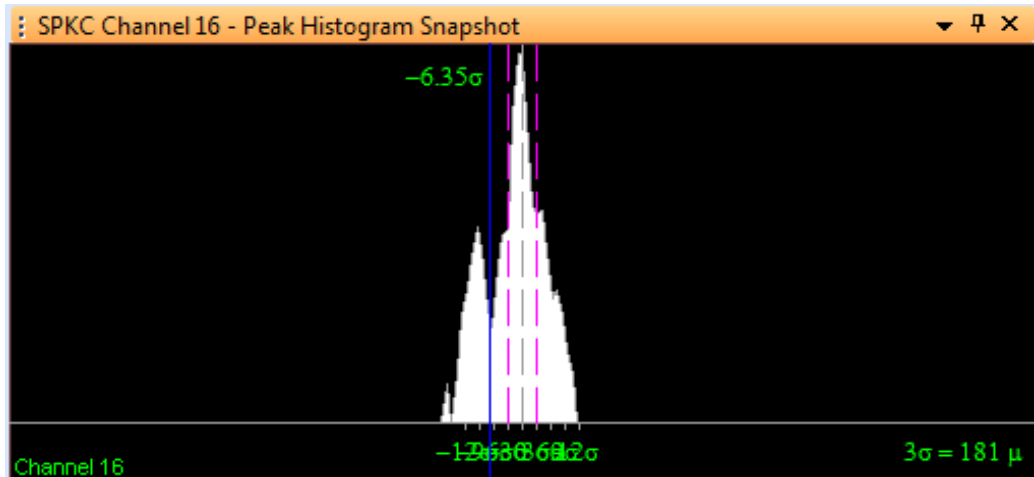 SPKC Channel 16 - Peak Histogram Snapshot
−6.35σ
3σ = 181 μ
Channel 16